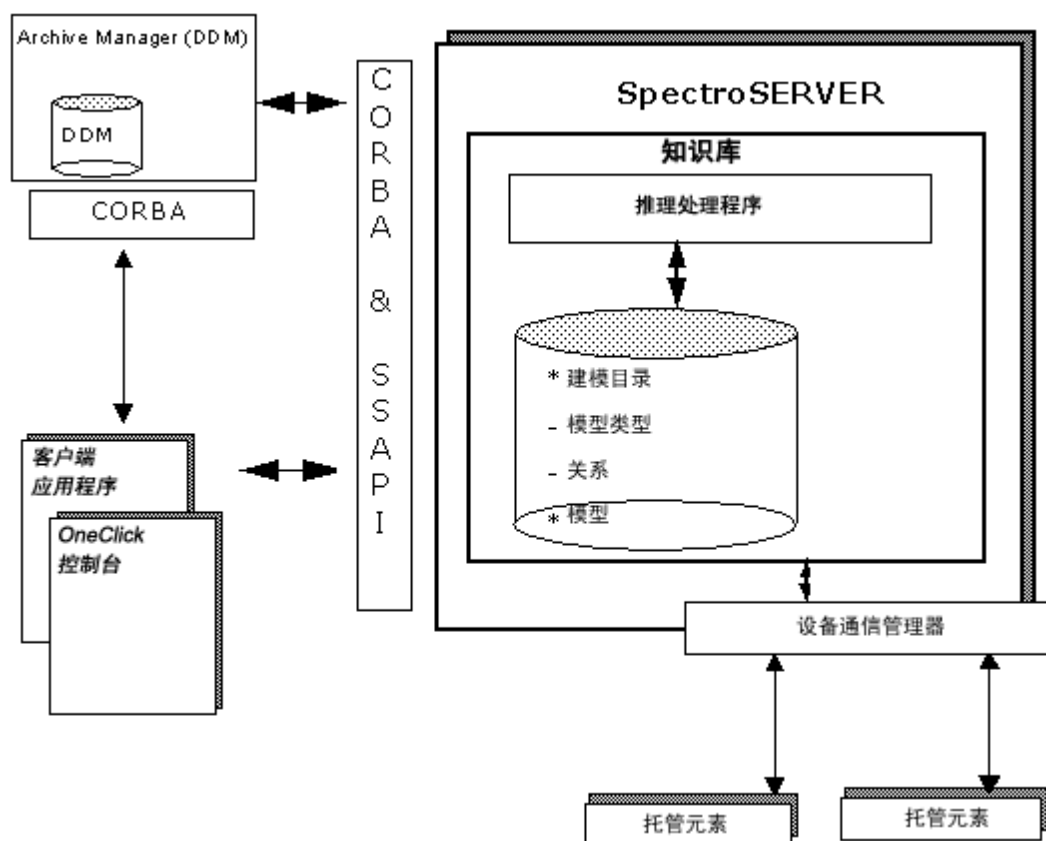 Archive Manager (DDM)
DDM
CORBA
客户端
应用程序
OneClick
控制台
CORBA & SSAPI
SpectroSERVER
知识库
推理处理程序
* 建模目录
- 模型类型
- 关系
* 模型
设备通信管理器
托管元素
托管元素